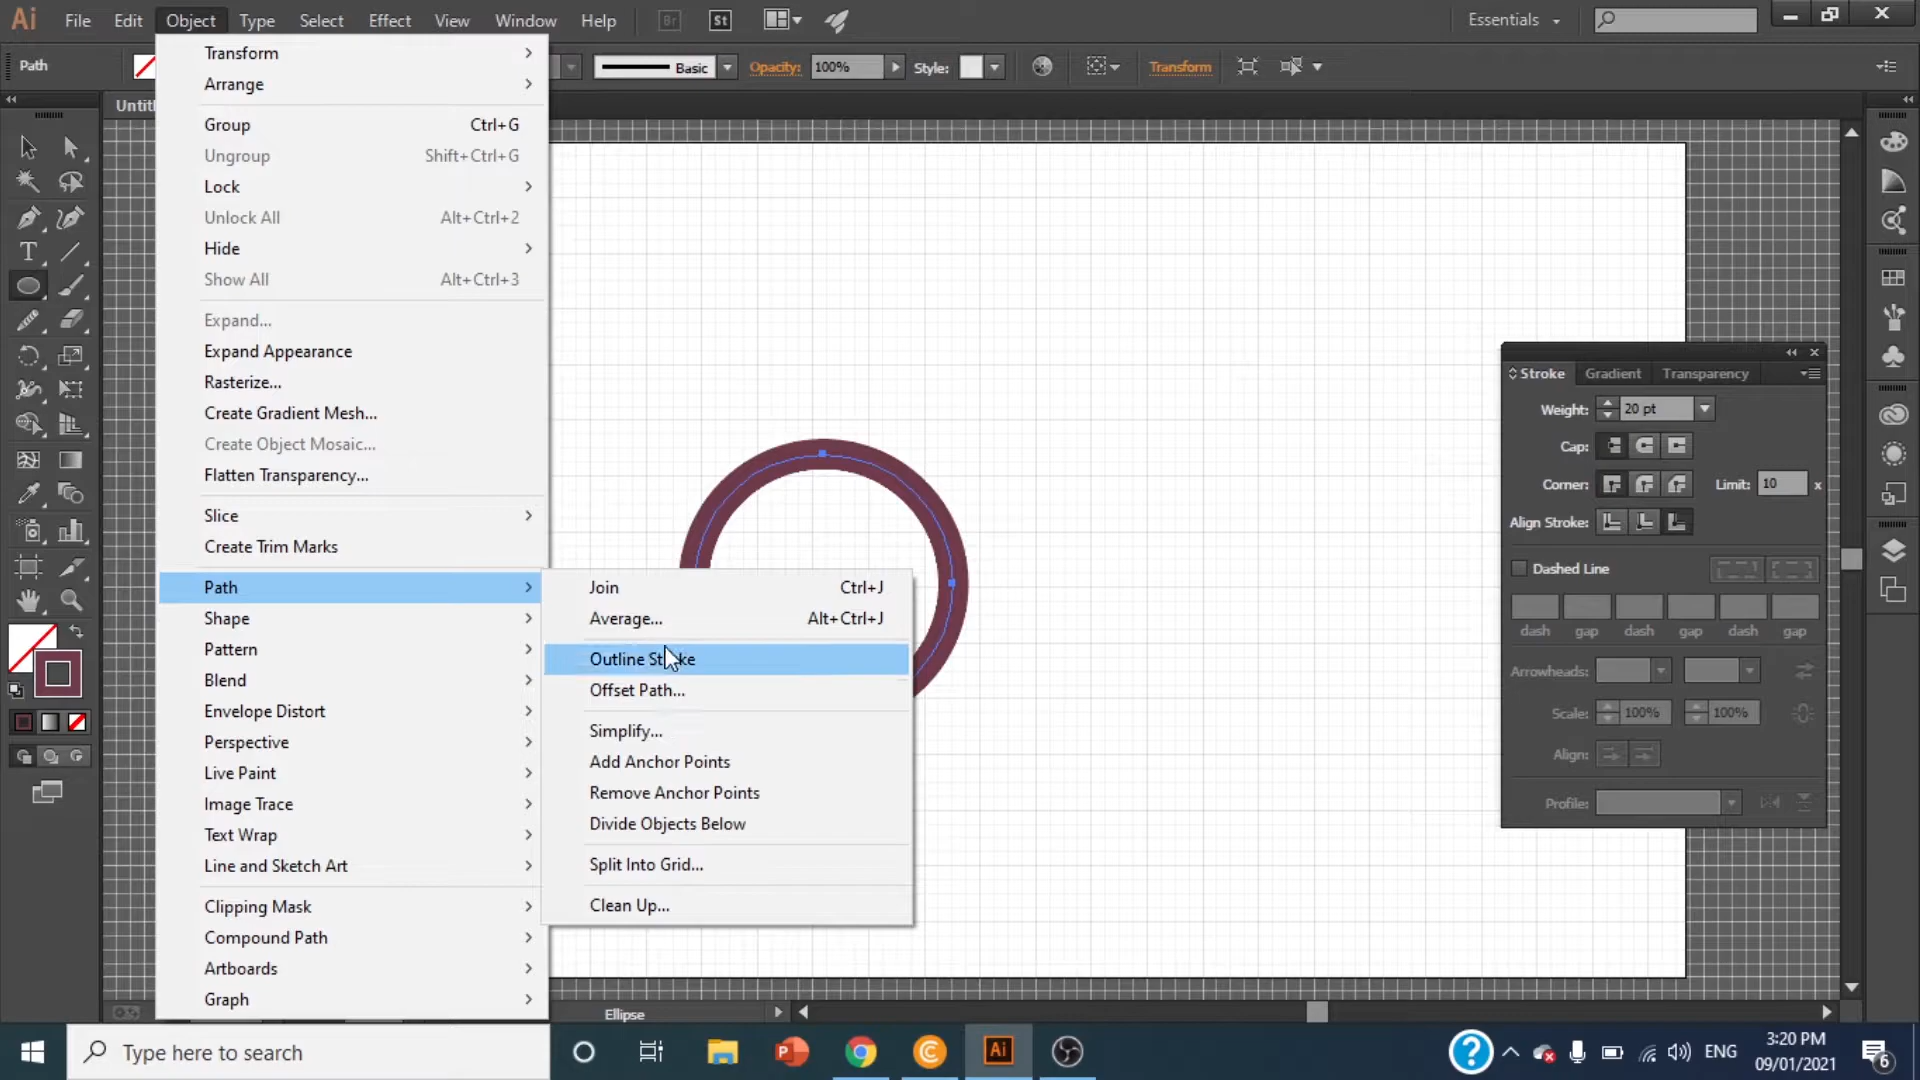 Ai File Edit Object Type Select Effect View Window Help Br St Essentials
Path Basic Opacity: 100% Style: Transform
Transform
Arrange
Group Ctrl+G
Ungroup Shift+Ctrl+G
Lock
Unlock All Alt+Ctrl+2
Hide
Show All Alt+Ctrl+3
Expand...
Expand Appearance
Rasterize...
Create Gradient Mesh...
Create Object Mosaic...
Flatten Transparency...
Slice
Create Trim Marks
Path
Shape
Pattern
Blend
Envelope Distort
Perspective
Live Paint
Image Trace
Text Wrap
Line and Sketch Art
Clipping Mask
Compound Path
Artboards
Graph
Join Ctrl+J
Average... Alt+Ctrl+J
Outline Stroke
Offset Path...
Simplify...
Add Anchor Points
Remove Anchor Points
Divide Objects Below
Split Into Grid...
Clean Up...
Stroke Gradient Transparency
Weight: 20 pt
Cap:
Corner: Limit: 10 x
Align Stroke:
Dashed Line
dash gap dash gap dash gap
Arrowheads:
Scale: 100% 100%
Align:
Profile:
Ellipse
Type here to search
P
Ai
ENG
3:20 PM
09/01/2021
6